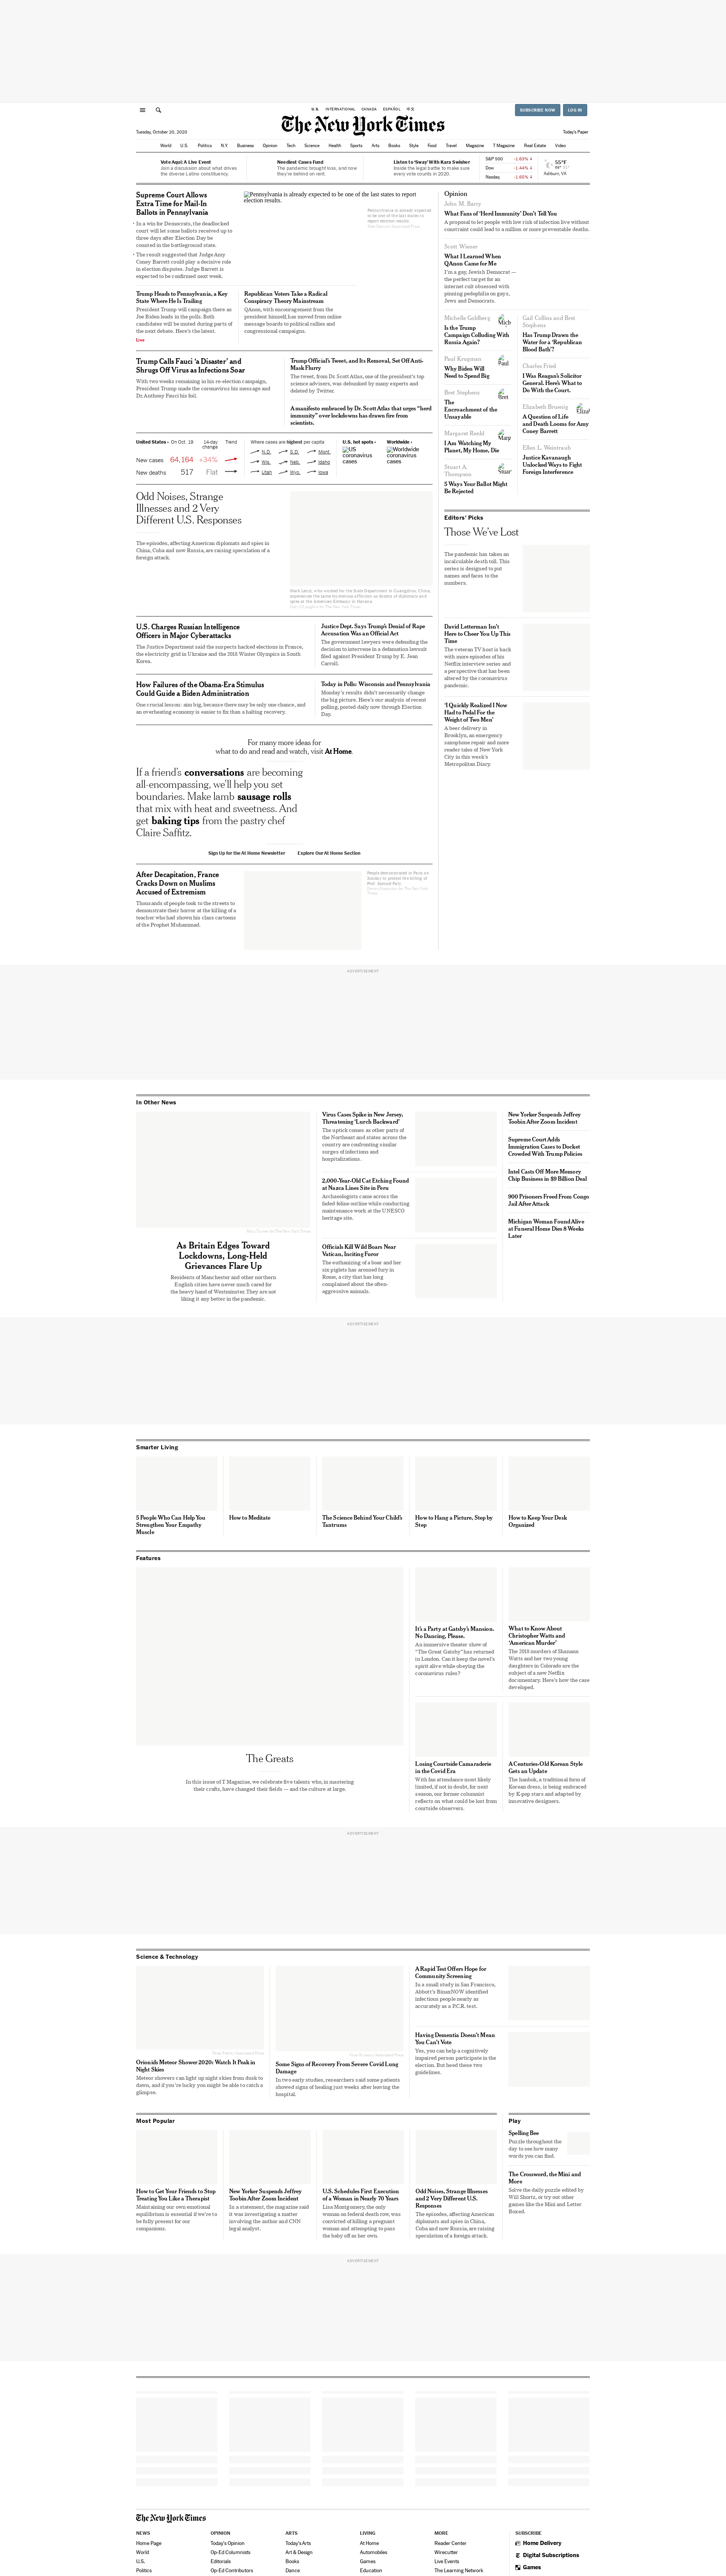 U.S.
INTERNATIONAL
CANADA
ESPAÑOL
中文
SUBSCRIBE NOW
LOG IN
The New York Times
Tuesday, October 20, 2020
Today's Paper
World
U.S.
Politics
N.Y.
Business
Opinion
Tech
Science
Health
Sports
Arts
Books
Style
Food
Travel
Magazine
T Magazine
Real Estate
Video
Vote Aquí: A Live Event
Join a discussion about what drives
the diverse Latino constituency.
Neediest Cases Fund
The pandemic brought loss, and now
they're behind on rent.
Listen to 'Sway' With Kara Swisher
Inside the legal battle to make sure
every vote counts in 2020.
S&P 500 -1.63% ↓
Dow -1.44% ↓
Nasdaq -1.65% ↓
55°F
Ashburn, VA
Supreme Court Allows
Extra Time for Mail-In
Ballots in Pennsylvania
• In a win for Democrats, the deadlocked
court will let some ballots received up to
three days after Election Day be
counted in the battleground state.
• The result suggested that Judge Amy
Coney Barrett could play a decisive role
in election disputes. Judge Barrett is
expected to be confirmed next week.
Pennsylvania is already expected to be one of the last states to report
election results.
Pennsylvania is already expected
to be one of the last states to
report election results.
Trump Heads to Pennsylvania, a Key
State Where He Is Trailing
President Trump will campaign there as
Joe Biden leads in the polls. Both
candidates will be muted during parts of
the next debate. Here's the latest.
Live
Republican Voters Take a Radical
Conspiracy Theory Mainstream
QAnon, with encouragement from the
president himself, has moved from online
message boards to political rallies and
congressional campaigns.
Trump Calls Fauci 'a Disaster' and
Shrugs Off Virus as Infections Soar
With two weeks remaining in his re-election campaign,
President Trump made the coronavirus his message and
Dr. Anthony Fauci his foil.
Trump Official's Tweet, and Its Removal, Set Off Anti-
Mask Flurry
The tweet, from Dr. Scott Atlas, one of the president's top
science advisers, was debunked by many experts and
deleted by Twitter.
A manifesto embraced by Dr. Scott Atlas that urges "herd
immunity" over lockdowns has drawn fire from
scientists.
United States › On Oct. 19
14-day
change
Trend
New cases 64,164 +34%
New deaths 517 Flat
Where cases are highest per capita
N.D.
S.D.
Mont.
Wis.
Neb.
Idaho
Utah
Wyo.
Iowa
U.S. hot spots ›
US
coronavirus
cases
Worldwide ›
Worldwide
coronavirus
cases
Odd Noises, Strange
Illnesses and 2 Very
Different U.S. Responses
The episodes, affecting American diplomats and spies in
China, Cuba and now Russia, are raising speculation of a
foreign attack.
Mark Lenzi, who worked for the State Department in Guangzhou, China,
experienced the same mysterious affliction as dozens of diplomats and
spies at the American Embassy in Havana.
U.S. Charges Russian Intelligence
Officers in Major Cyberattacks
The Justice Department said the suspects hacked elections in France,
the electricity grid in Ukraine and the 2018 Winter Olympics in South
Korea.
Justice Dept. Says Trump's Denial of Rape
Accusation Was an Official Act
The government lawyers were defending the
decision to intervene in a defamation lawsuit
filed against President Trump by E. Jean
Carroll.
How Failures of the Obama-Era Stimulus
Could Guide a Biden Administration
One crucial lesson: aim big, because there may be only one chance, and
an overheating economy is easier to fix than a halting recovery.
Today in Polls: Wisconsin and Pennsylvania
Monday's results didn't necessarily change
the big picture. Here's our analysis of recent
polling, posted daily now through Election
Day.
For many more ideas for
what to do and read and watch, visit At Home.
If a friend's conversations are becoming
all-encompassing, we'll help you set
boundaries. Make lamb sausage rolls
that mix with heat and sweetness. And
get baking tips from the pastry chef
Claire Saffitz.
Sign Up for the At Home Newsletter
Explore Our At Home Section
After Decapitation, France
Cracks Down on Muslims
Accused of Extremism
Thousands of people took to the streets to
demonstrate their horror at the killing of a
teacher who had shown his class cartoons
of the Prophet Muhammad.
People demonstrated in Paris on
Sunday to protest the killing of
Prof. Samuel Paty.
Opinion
John M. Barry
What Fans of 'Herd Immunity' Don't Tell You
A proposal to let people with low risk of infection live without
constraint could lead to a million or more preventable deaths.
Scott Wiener
What I Learned When
QAnon Came for Me
I'm a gay, Jewish Democrat —
the perfect target for an
internet cult obsessed with
pinning pedophilia on gays,
Jews and Democrats.
Michelle Goldberg
Is the Trump
Campaign Colluding With
Russia Again?
Paul Krugman
Why Biden Will
Need to Spend Big
Bret Stephens
The
Encroachment of the
Unsayable
Margaret Renkl
I Am Watching My
Planet, My Home, Die
Stuart A.
Thompson
5 Ways Your Ballot Might
Be Rejected
Gail Collins and Bret
Stephens
Has Trump Drawn the
Water for a 'Republican
Blood Bath'?
Charles Fried
I Was Reagan's Solicitor
General. Here's What to
Do With the Court.
Elizabeth Bruenig
A Question of Life
and Death Looms for Amy
Coney Barrett
Ellen L. Weintraub
Justice Kavanaugh
Unlocked Ways to Fight
Foreign Interference
Editors' Picks
Those We've Lost
The pandemic has taken an
incalculable death toll. This
series is designed to put
names and faces to the
numbers.
David Letterman Isn't
Here to Cheer You Up This
Time
The veteran TV host is back
with more episodes of his
Netflix interview series and
a perspective that has been
altered by the coronavirus
pandemic.
'I Quickly Realized I Now
Had to Pedal For the
Weight of Two Men'
A beer delivery in
Brooklyn, an emergency
saxophone repair and more
reader tales of New York
City in this week's
Metropolitan Diary.
ADVERTISEMENT
In Other News
As Britain Edges Toward
Lockdowns, Long-Held
Grievances Flare Up
Residents of Manchester and other northern
English cities have never much cared for
the heavy hand of Westminster. They are not
liking it any better in the pandemic.
Virus Cases Spike in New Jersey,
Threatening 'Lurch Backward'
The uptick comes as other parts of
the Northeast and states across the
country are confronting similar
surges of infections and
hospitalizations.
2,000-Year-Old Cat Etching Found
at Nazca Lines Site in Peru
Archaeologists came across the
faded feline outline while conducting
maintenance work at the UNESCO
heritage site.
Officials Kill Wild Boars Near
Vatican, Inciting Furor
The euthanizing of a boar and her
six piglets has aroused fury in
Rome, a city that has long
complained about the often-
aggressive animals.
New Yorker Suspends Jeffrey
Toobin After Zoom Incident
Supreme Court Adds
Immigration Cases to Docket
Crowded With Trump Policies
Intel Casts Off More Memory
Chip Business in $9 Billion Deal
900 Prisoners Freed From Congo
Jail After Attack
Michigan Woman Found Alive
at Funeral Home Dies 8 Weeks
Later
ADVERTISEMENT
Smarter Living
5 People Who Can Help You
Strengthen Your Empathy
Muscle
How to Meditate
The Science Behind Your Child's
Tantrums
How to Hang a Picture, Step by
Step
How to Keep Your Desk
Organized
Features
The Greats
In this issue of T Magazine, we celebrate five talents who, in mastering
their crafts, have changed their fields — and the culture at large.
It's a Party at Gatsby's Mansion.
No Dancing, Please.
An immersive theater show of
"The Great Gatsby" has returned
in London. Can it keep the novel's
spirit alive while obeying the
coronavirus rules?
What to Know About
Christopher Watts and
'American Murder'
The 2018 murders of Shanann
Watts and her two young
daughters in Colorado are the
subject of a new Netflix
documentary. Here's how the case
developed.
Losing Courtside Camaraderie
in the Covid Era
With fan attendance most likely
limited, if not in doubt, for next
season, our former columnist
reflects on what could be lost from
courtside observers.
A Centuries-Old Korean Style
Gets an Update
The hanbok, a traditional form of
Korean dress, is being embraced
by K-pop stars and adapted by
innovative designers.
ADVERTISEMENT
Science & Technology
Orionids Meteor Shower 2020: Watch It Peak in
Night Skies
Meteor showers can light up night skies from dusk to
dawn, and if you're lucky you might be able to catch a
glimpse.
Some Signs of Recovery From Severe Covid Lung
Damage
In two early studies, researchers said some patients
showed signs of healing just weeks after leaving the
hospital.
A Rapid Test Offers Hope for
Community Screening
In a small study in San Francisco,
Abbott's BinaxNOW identified
infectious people nearly as
accurately as a P.C.R. test.
Having Dementia Doesn't Mean
You Can't Vote
Yes, you can help a cognitively
impaired person participate in the
election. But heed these two
guidelines.
Most Popular
How to Get Your Friends to Stop
Treating You Like a Therapist
Maintaining our own emotional
equilibrium is essential if we're to
be fully present for our
companions.
New Yorker Suspends Jeffrey
Toobin After Zoom Incident
In a statement, the magazine said
it was investigating a matter
involving the author and CNN
legal analyst.
U.S. Schedules First Execution
of a Woman in Nearly 70 Years
Lisa Montgomery, the only
woman on federal death row, was
convicted of killing a pregnant
woman and attempting to pass
the baby off as her own.
Odd Noises, Strange Illnesses
and 2 Very Different U.S.
Responses
The episodes, affecting American
diplomats and spies in China,
Cuba and now Russia, are raising
speculation of a foreign attack.
Play
Spelling Bee
Puzzle throughout the
day to see how many
words you can find.
The Crossword, the Mini and
More
Solve the daily puzzle edited by
Will Shortz, or try out other
games like the Mini and Letter
Boxed.
ADVERTISEMENT
The New York Times
NEWS
Home Page
World
U.S.
Politics
OPINION
Today's Opinion
Op-Ed Columnists
Editorials
Op-Ed Contributors
ARTS
Today's Arts
Art & Design
Books
Dance
LIVING
At Home
Automobiles
Games
Education
MORE
Reader Center
Wirecutter
Live Events
The Learning Network
SUBSCRIBE
Home Delivery
Digital Subscriptions
Games